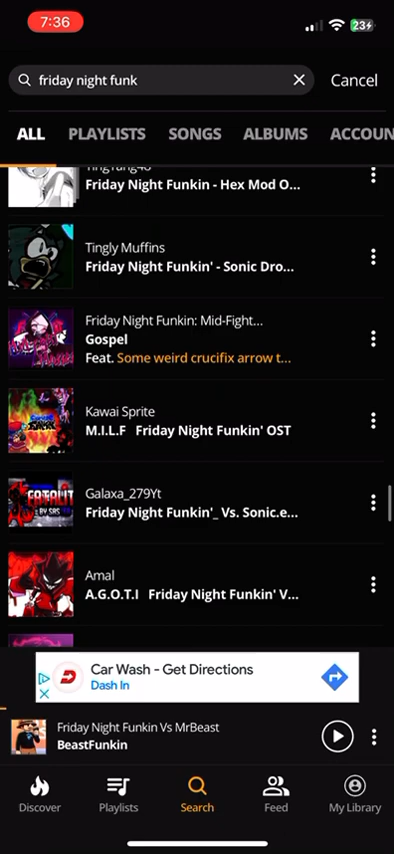 7:36
23
friday night funk
Cancel
ALL PLAYLISTS SONGS ALBUMS ACCOUN
Friday Night Funkin - Hex Mod O...
Tingly Muffins
Friday Night Funkin' - Sonic Dro...
Friday Night Funkin: Mid-Fight...
Gospel
Feat. Some weird crucifix arrow t...
Kawai Sprite
M.I.L.F Friday Night Funkin' OST
Galaxa_279Yt
Friday Night Funkin'_ Vs. Sonic.e...
Amal
A.G.O.T.I Friday Night Funkin' V...
Car Wash - Get Directions
Dash In
Friday Night Funkin Vs MrBeast
BeastFunkin
Discover Playlists Search Feed My Library